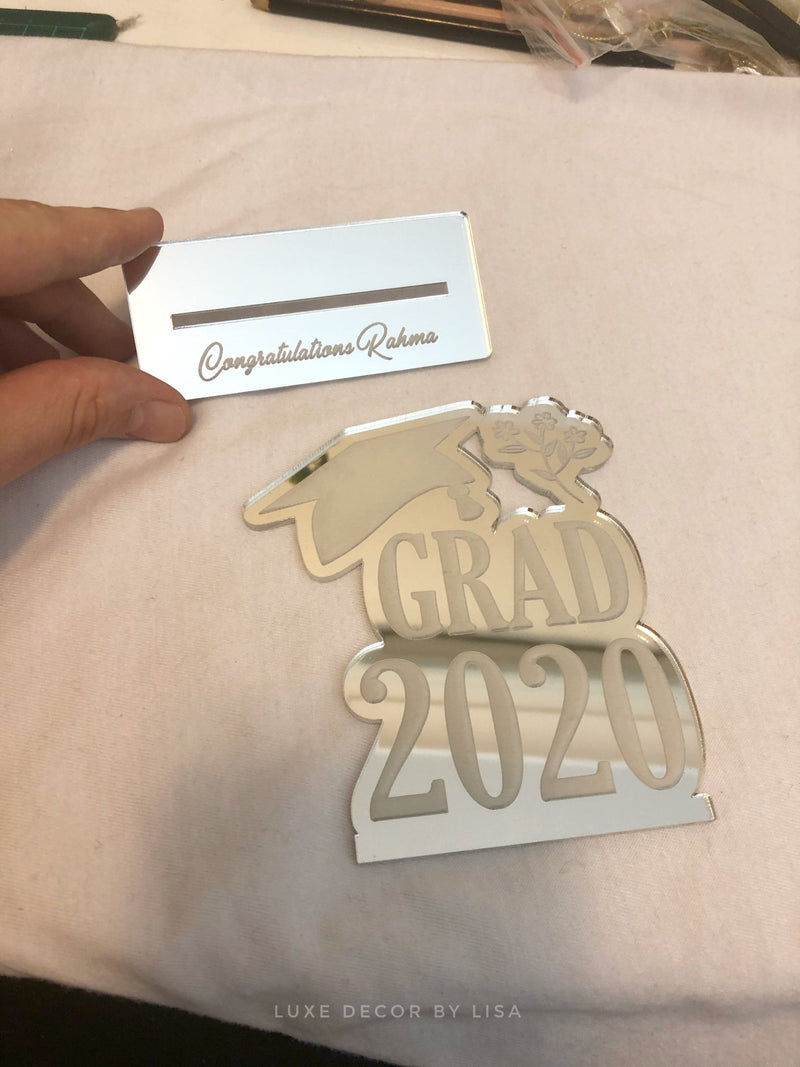 Congratulations Rahma
GRAD
2020
LUXE DECOR BY LISA